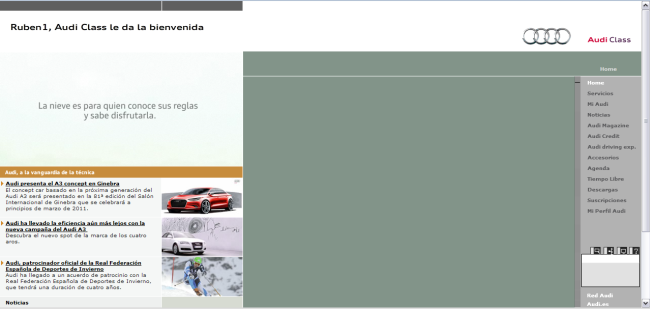 Ruben1, Audi Class le da la bienvenida
Audi Class
Home
La nieve es para quien conoce sus reglas
y sabe disfrutarla.
Audi, a la vanguardia de la técnica
Audi presenta el A3 concept en Ginebra
El concept car basado en la próxima generación del
Audi A3 será presentado en la 81ª edición del Salón
Internacional de Ginebra que se celebrará a
principios de marzo de 2011.
Audi ha llevado la eficiencia aún más lejos con la
nueva campaña del Audi A3
Descubra el nuevo spot de la marca de los cuatro
aros.
Audi, patrocinador oficial de la Real Federación
Española de Deportes de Invierno
Audi ha llegado a un acuerdo de patrocinio con la
Real Federación Española de Deportes de Invierno,
que tendrá una duración de cuatro años.
Noticias
Home
Servicios
Mi Audi
Noticias
Audi Magazine
Audi Credit
Audi driving exp.
Accesorios
Agenda
Tiempo Libre
Descargas
Suscripciones
Mi Perfil Audi
Red Audi
Audi.es